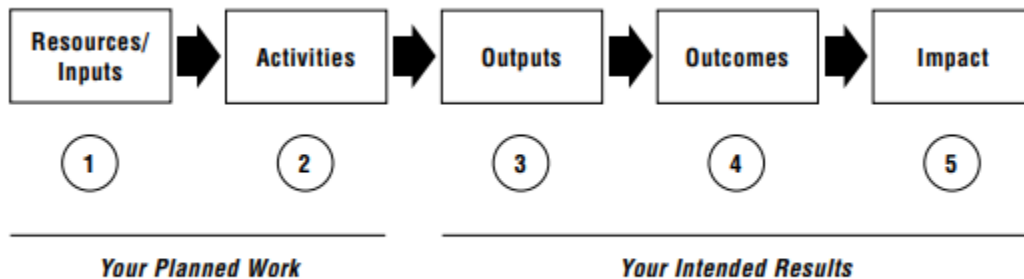 Resources/
Inputs
Activities
Outputs
Outcomes
Impact
1
2
3
4
5
Your Planned Work
Your Intended Results